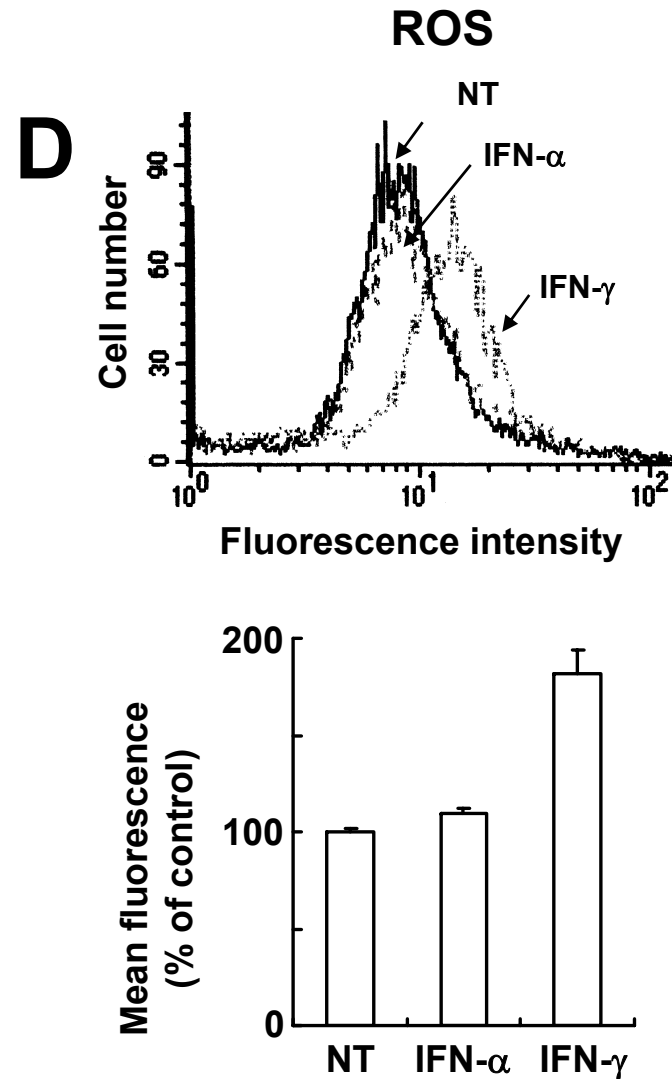 ROS
D
NT
IFN-α
IFN-γ
Cell number
90
60
30
0
10⁰
10¹
10²
Fluorescence intensity
Mean fluorescence
(% of control)
200
100
0
NT IFN-α IFN-γ